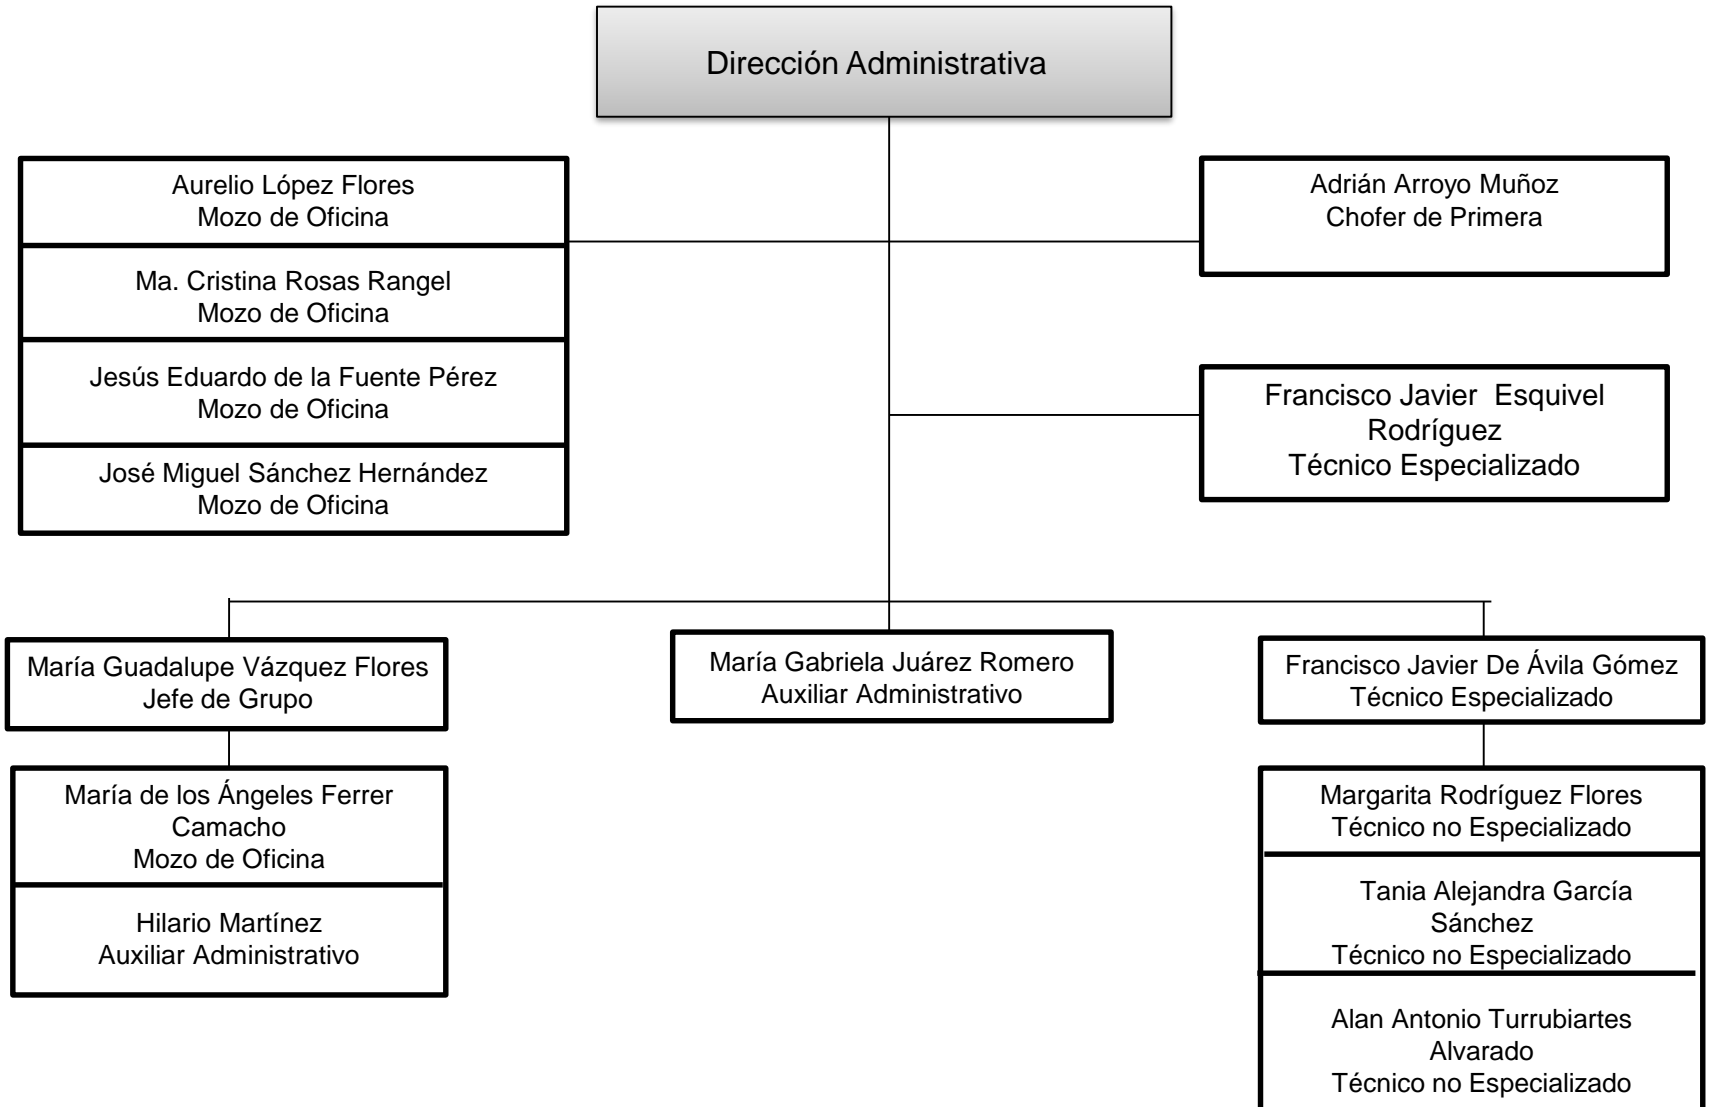 Dirección Administrativa
Aurelio López Flores
Mozo de Oficina
Ma. Cristina Rosas Rangel
Mozo de Oficina
Jesús Eduardo de la Fuente Pérez
Mozo de Oficina
José Miguel Sánchez Hernández
Mozo de Oficina
Adrián Arroyo Muñoz
Chofer de Primera
Francisco Javier  Esquivel
Rodríguez
Técnico Especializado
María Guadalupe Vázquez Flores
Jefe de Grupo
María de los Ángeles Ferrer
Camacho
Mozo de Oficina
Hilario Martínez
Auxiliar Administrativo
María Gabriela Juárez Romero
Auxiliar Administrativo
Francisco Javier De Ávila Gómez
Técnico Especializado
Margarita Rodríguez Flores
Técnico no Especializado
Tania Alejandra García
Sánchez
Técnico no Especializado
Alan Antonio Turrubiartes
Alvarado
Técnico no Especializado